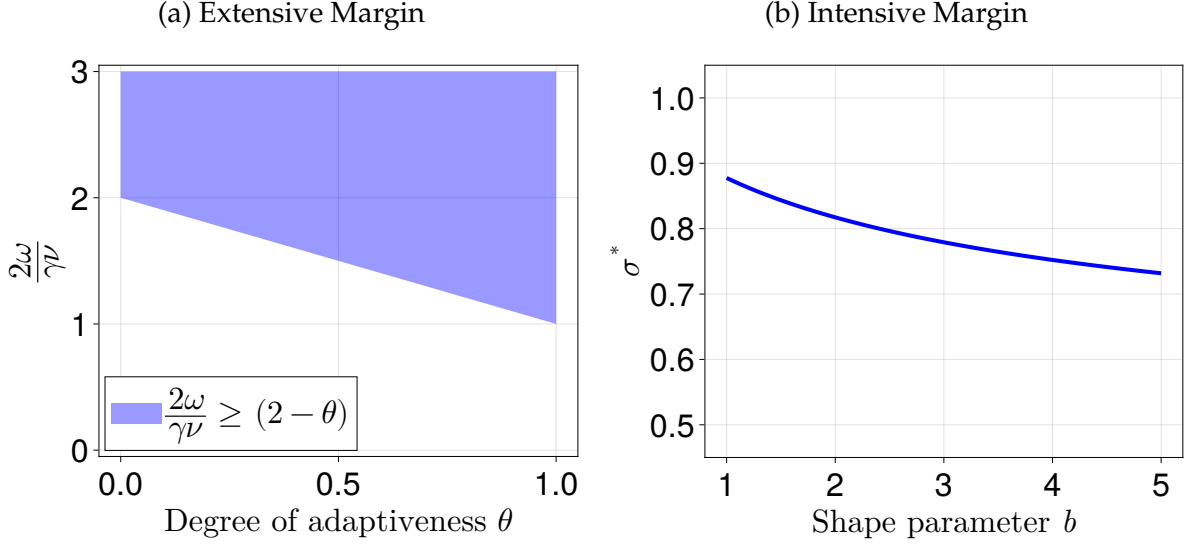 (a) Extensive Margin
3
2
1
0
2ω/γν
2ω/γν ≥ (2 − θ)
0.0 0.5 1.0
Degree of adaptiveness θ
(b) Intensive Margin
1.0
0.9
0.8
0.7
0.6
0.5
σ*
1 2 3 4 5
Shape parameter b